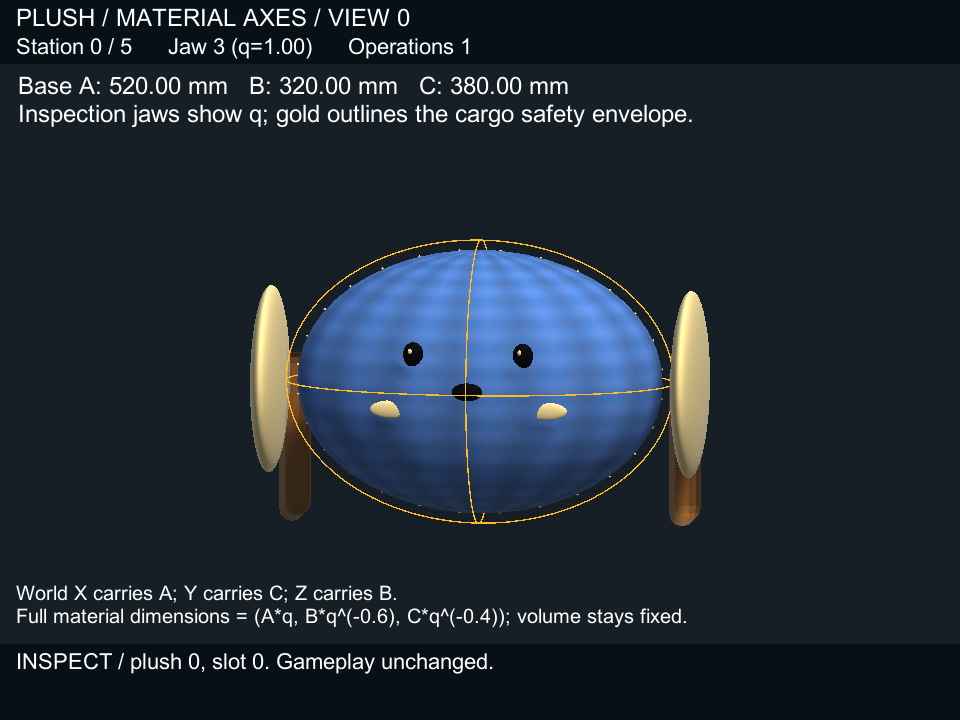 PLUSH / MATERIAL AXES / VIEW 0
Station 0 / 5 Jaw 3 (q=1.00) Operations 1
Base A: 520.00 mm B: 320.00 mm C: 380.00 mm
Inspection jaws show q; gold outlines the cargo safety envelope.
World X carries A; Y carries C; Z carries B.
Full material dimensions = (A*q, B*q^(-0.6), C*q^(-0.4)); volume stays fixed.
INSPECT / plush 0, slot 0. Gameplay unchanged.